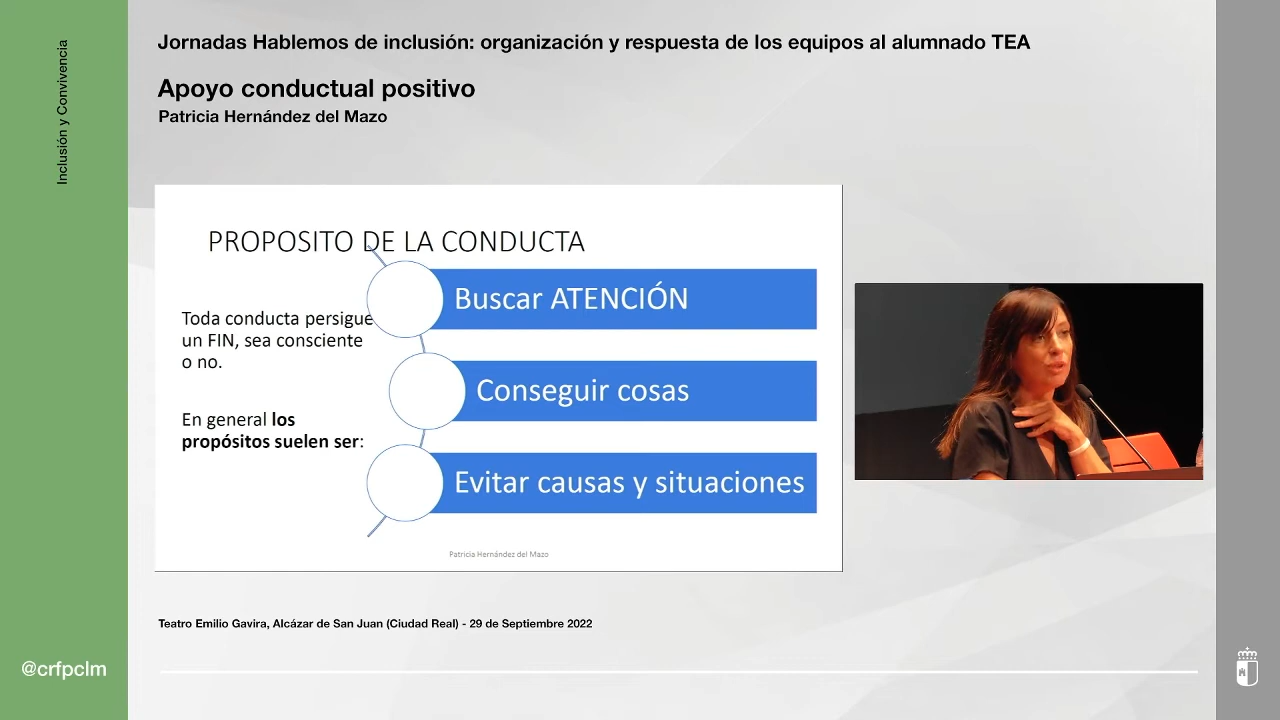 Inclusión y Convivencia
Jornadas Hablemos de inclusión: organización y respuesta de los equipos al alumnado TEA
Apoyo conductual positivo
Patricia Hernández del Mazo
PROPOSITO DE LA CONDUCTA
Toda conducta persigue
un FIN, sea consciente
o no.
En general los
propósitos suelen ser:
Buscar ATENCIÓN
Conseguir cosas
Evitar causas y situaciones
Patricia Hernández del Mazo
Teatro Emilio Gavira, Alcázar de San Juan (Ciudad Real) - 29 de Septiembre 2022
@crfpclm